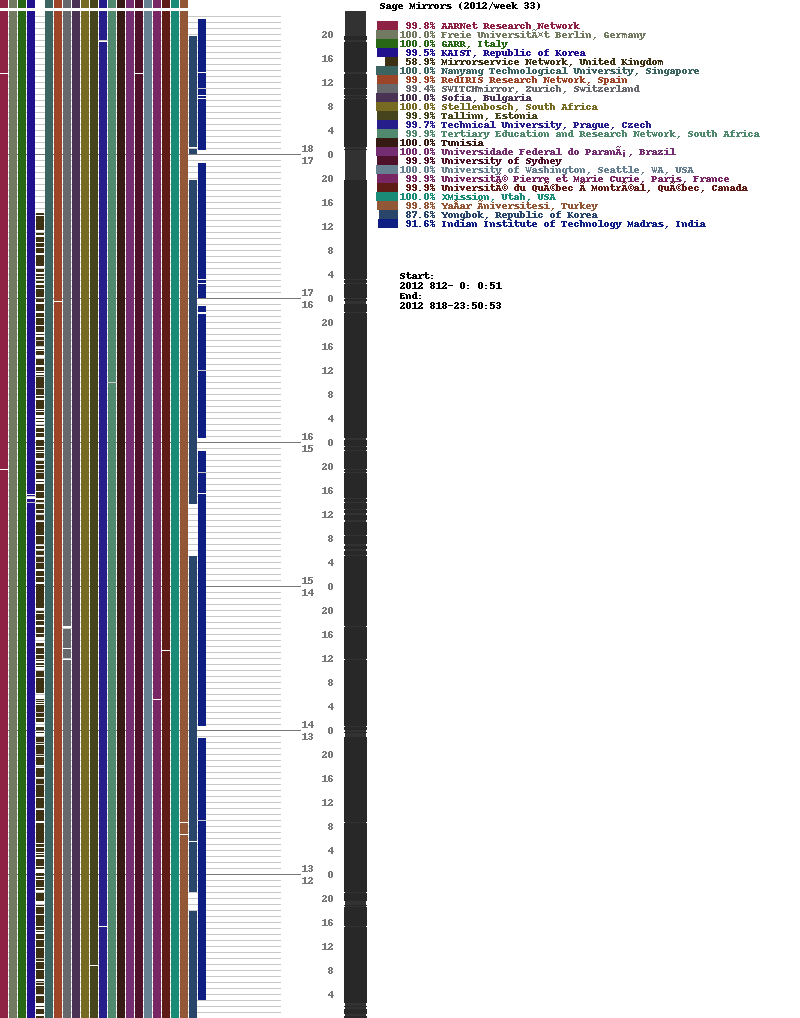 Sage Mirrors (2012/week 33)
99.8% AARNet Research Network
100.0% Freie UniversitÃ¤t Berlin, Germany
100.0% GARR, Italy
99.5% KAIST, Republic of Korea
58.9% Mirrorservice Network, United Kingdom
100.0% Nanyang Technological University, Singapore
99.9% RedIRIS Research Network, Spain
99.4% SWITCHmirror, Zurich, Switzerland
100.0% Sofia, Bulgaria
100.0% Stellenbosch, South Africa
99.9% Tallinn, Estonia
99.7% Technical University, Prague, Czech
99.9% Tertiary Education and Research Network, South Africa
100.0% Tunisia
100.0% Universidade Federal do ParanÃ¡, Brazil
99.9% University of Sydney
100.0% University of Washington, Seattle, WA, USA
99.9% UniversitÃ© Pierre et Marie Curie, Paris, France
99.9% UniversitÃ© du QuÃ©bec Ã MontrÃ©al, QuÃ©bec, Canada
100.0% XMission, Utah, USA
99.8% YaÅar Ãniversitesi, Turkey
87.6% Yongbok, Republic of Korea
91.6% Indian Institute of Technology Madras, India
Start:
2012 812- 0: 0:51
End:
2012 818-23:50:53
20
16
12
8
4
18
0
17
20
16
12
8
4
17
0
16
20
16
12
8
4
16
0
15
20
16
12
8
4
15
0
14
20
16
12
8
4
14
0
13
20
16
12
8
4
13
0
12
20
16
12
8
4